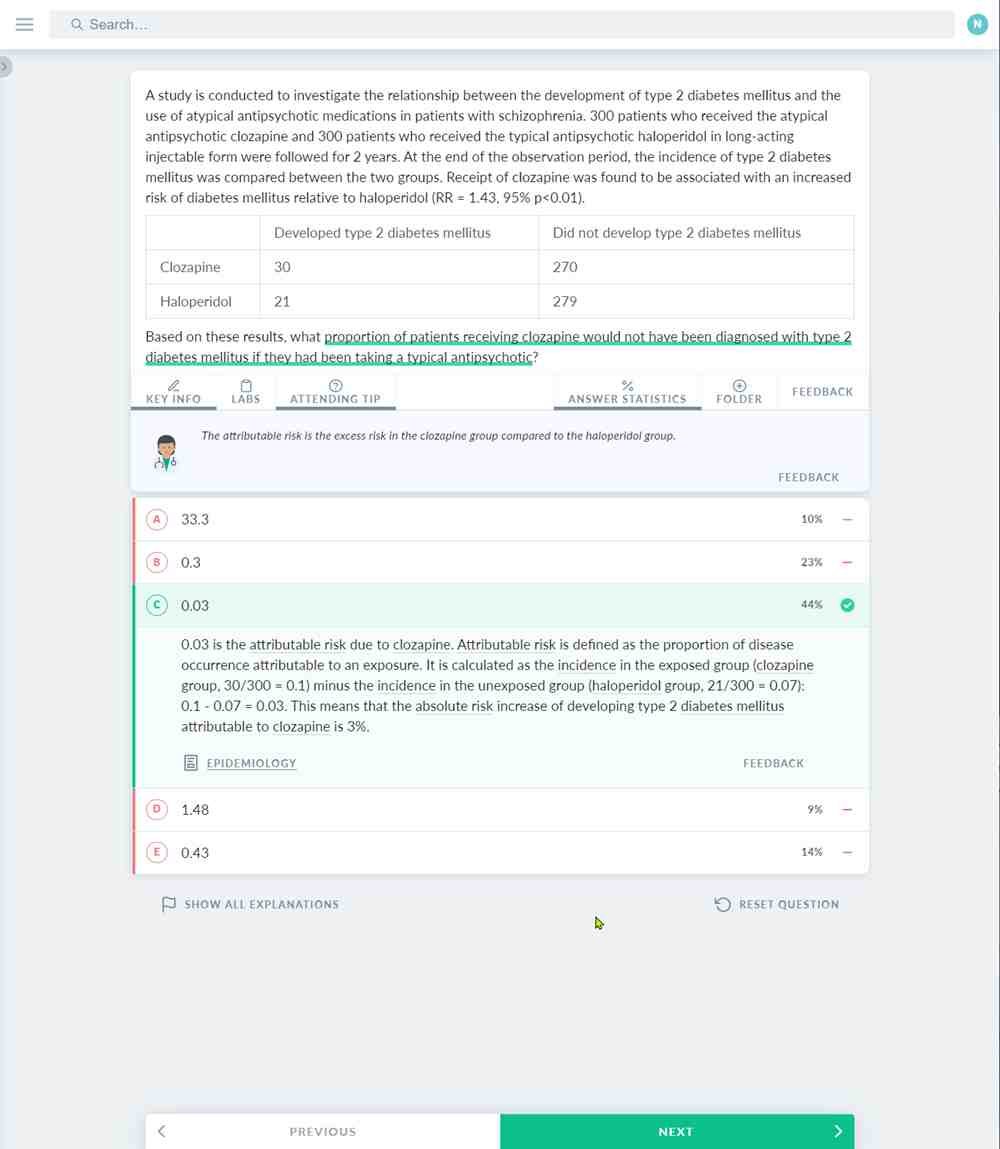 Search...
N
A study is conducted to investigate the relationship between the development of type 2 diabetes mellitus and the
use of atypical antipsychotic medications in patients with schizophrenia. 300 patients who received the atypical
antipsychotic clozapine and 300 patients who received the typical antipsychotic haloperidol in long-acting
injectable form were followed for 2 years. At the end of the observation period, the incidence of type 2 diabetes
mellitus was compared between the two groups. Receipt of clozapine was found to be associated with an increased
risk of diabetes mellitus relative to haloperidol (RR = 1.43, 95% p<0.01).
Developed type 2 diabetes mellitus Did not develop type 2 diabetes mellitus
Clozapine 30 270
Haloperidol 21 279
Based on these results, what proportion of patients receiving clozapine would not have been diagnosed with type 2
diabetes mellitus if they had been taking a typical antipsychotic?
KEY INFO LABS ATTENDING TIP ANSWER STATISTICS FOLDER FEEDBACK
The attributable risk is the excess risk in the clozapine group compared to the haloperidol group.
FEEDBACK
A 33.3 10%
B 0.3 23%
C 0.03 44%
0.03 is the attributable risk due to clozapine. Attributable risk is defined as the proportion of disease
occurrence attributable to an exposure. It is calculated as the incidence in the exposed group (clozapine
group, 30/300 = 0.1) minus the incidence in the unexposed group (haloperidol group, 21/300 = 0.07):
0.1 - 0.07 = 0.03. This means that the absolute risk increase of developing type 2 diabetes mellitus
attributable to clozapine is 3%.
EPIDEMIOLOGY FEEDBACK
D 1.48 9%
E 0.43 14%
SHOW ALL EXPLANATIONS RESET QUESTION
PREVIOUS NEXT